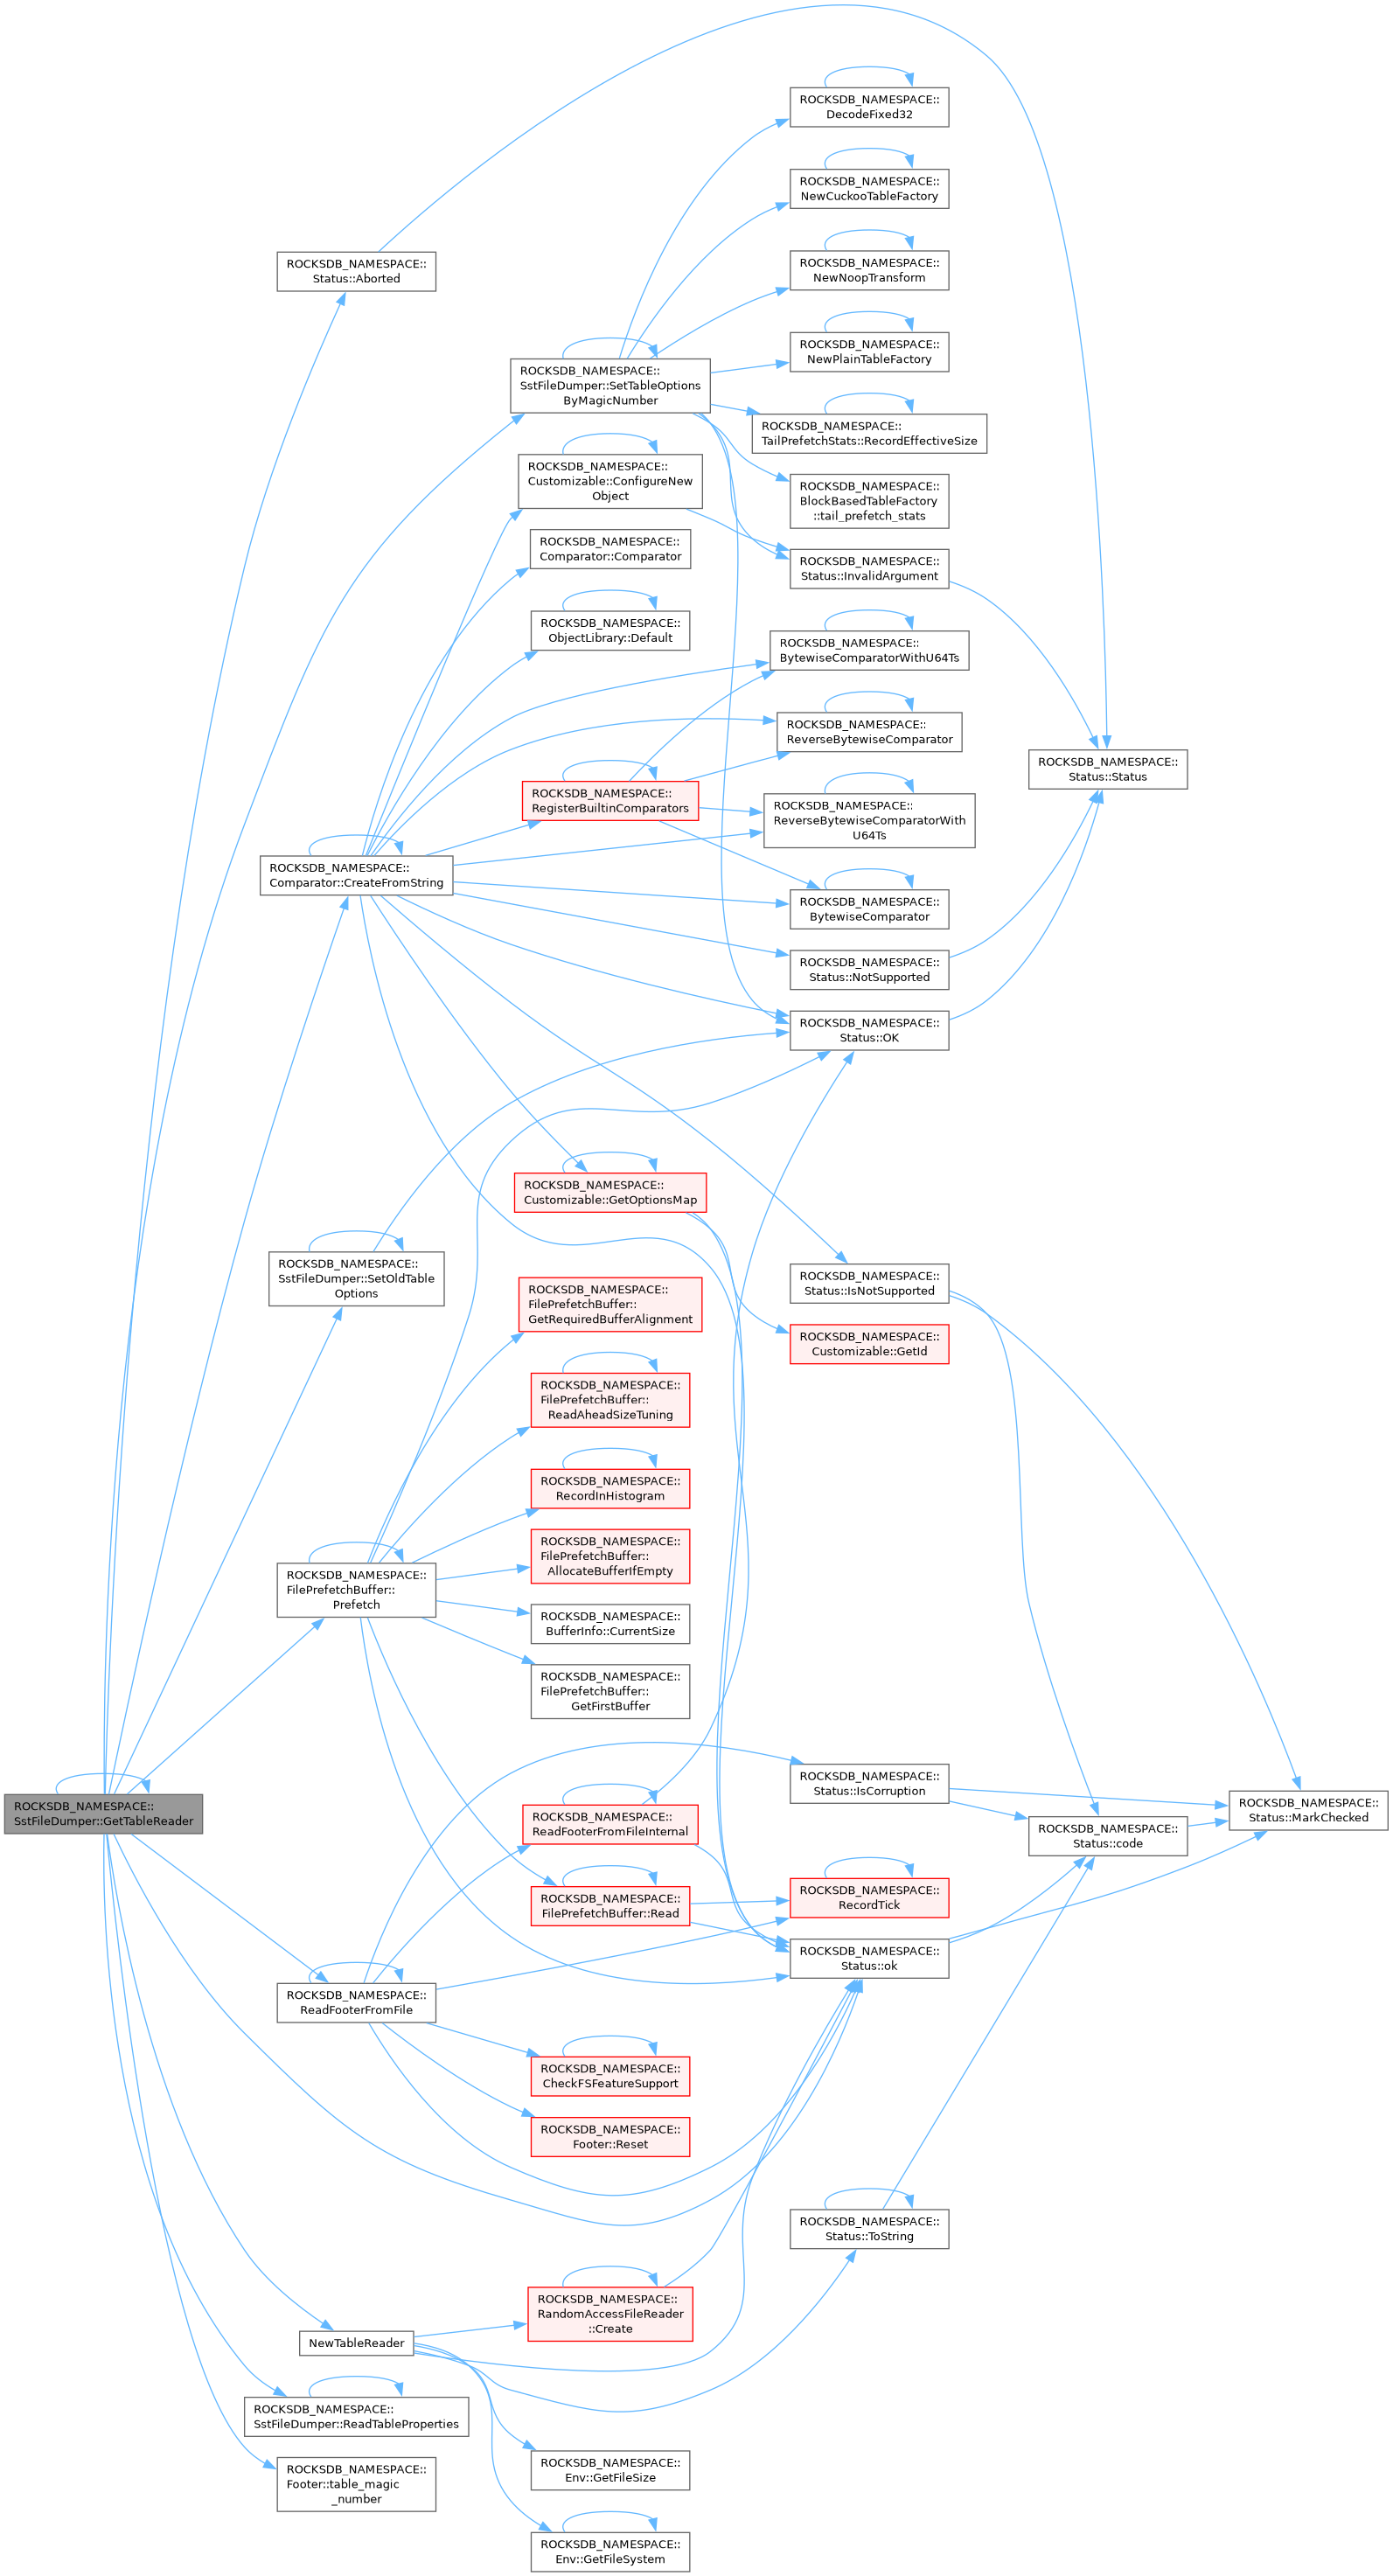 ROCKSDB_NAMESPACE::
DecodeFixed32
ROCKSDB_NAMESPACE::
NewCuckooTableFactory
ROCKSDB_NAMESPACE::
Status::Aborted
ROCKSDB_NAMESPACE::
NewNoopTransform
ROCKSDB_NAMESPACE::
NewPlainTableFactory
ROCKSDB_NAMESPACE::
SstFileDumper::SetTableOptions
ByMagicNumber
ROCKSDB_NAMESPACE::
TailPrefetchStats::RecordEffectiveSize
ROCKSDB_NAMESPACE::
Customizable::ConfigureNew
Object
ROCKSDB_NAMESPACE::
BlockBasedTableFactory
::tail_prefetch_stats
ROCKSDB_NAMESPACE::
Comparator::Comparator
ROCKSDB_NAMESPACE::
Status::InvalidArgument
ROCKSDB_NAMESPACE::
ObjectLibrary::Default
ROCKSDB_NAMESPACE::
BytewiseComparatorWithU64Ts
ROCKSDB_NAMESPACE::
ReverseBytewiseComparator
ROCKSDB_NAMESPACE::
Status::Status
ROCKSDB_NAMESPACE::
RegisterBuiltinComparators
ROCKSDB_NAMESPACE::
ReverseBytewiseComparatorWith
U64Ts
ROCKSDB_NAMESPACE::
Comparator::CreateFromString
ROCKSDB_NAMESPACE::
BytewiseComparator
ROCKSDB_NAMESPACE::
Status::NotSupported
ROCKSDB_NAMESPACE::
Status::OK
ROCKSDB_NAMESPACE::
Customizable::GetOptionsMap
ROCKSDB_NAMESPACE::
SstFileDumper::SetOldTable
Options
ROCKSDB_NAMESPACE::
Status::IsNotSupported
ROCKSDB_NAMESPACE::
FilePrefetchBuffer::
GetRequiredBufferAlignment
ROCKSDB_NAMESPACE::
Customizable::GetId
ROCKSDB_NAMESPACE::
FilePrefetchBuffer::
ReadAheadSizeTuning
ROCKSDB_NAMESPACE::
RecordInHistogram
ROCKSDB_NAMESPACE::
FilePrefetchBuffer::
AllocateBufferIfEmpty
ROCKSDB_NAMESPACE::
FilePrefetchBuffer::
Prefetch
ROCKSDB_NAMESPACE::
BufferInfo::CurrentSize
ROCKSDB_NAMESPACE::
FilePrefetchBuffer::
GetFirstBuffer
ROCKSDB_NAMESPACE::
Status::IsCorruption
ROCKSDB_NAMESPACE::
SstFileDumper::GetTableReader
ROCKSDB_NAMESPACE::
Status::MarkChecked
ROCKSDB_NAMESPACE::
ReadFooterFromFileInternal
ROCKSDB_NAMESPACE::
Status::code
ROCKSDB_NAMESPACE::
FilePrefetchBuffer::Read
ROCKSDB_NAMESPACE::
RecordTick
ROCKSDB_NAMESPACE::
Status::ok
ROCKSDB_NAMESPACE::
ReadFooterFromFile
ROCKSDB_NAMESPACE::
CheckFSFeatureSupport
ROCKSDB_NAMESPACE::
Footer::Reset
ROCKSDB_NAMESPACE::
Status::ToString
ROCKSDB_NAMESPACE::
RandomAccessFileReader
::Create
NewTableReader
ROCKSDB_NAMESPACE::
SstFileDumper::ReadTableProperties
ROCKSDB_NAMESPACE::
Env::GetFileSize
ROCKSDB_NAMESPACE::
Footer::table_magic
_number
ROCKSDB_NAMESPACE::
Env::GetFileSystem